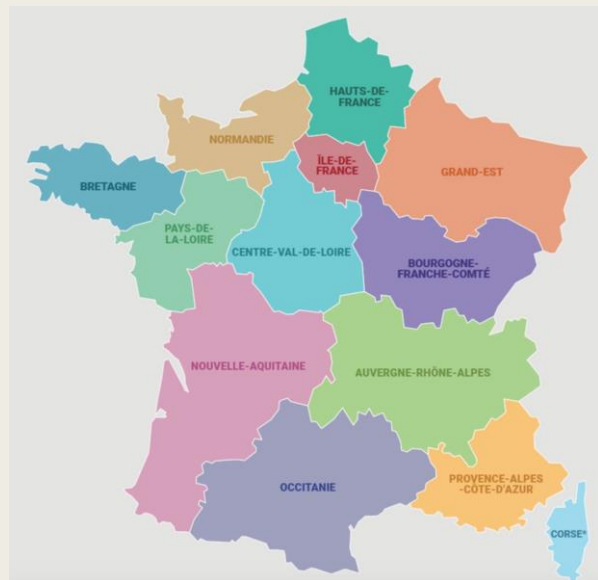 HAUTS-DE-
FRANCE
NORMANDIE
ÎLE-DE-
FRANCE
GRAND-EST
BRETAGNE
PAYS-DE-
LA-LOIRE
CENTRE-VAL-DE-LOIRE
BOURGOGNE-
FRANCHE-COMTÉ
NOUVELLE-AQUITAINE
AUVERGNE-RHÔNE-ALPES
OCCITANIE
PROVENCE-ALPES
-CÔTE-D'AZUR
CORSE*